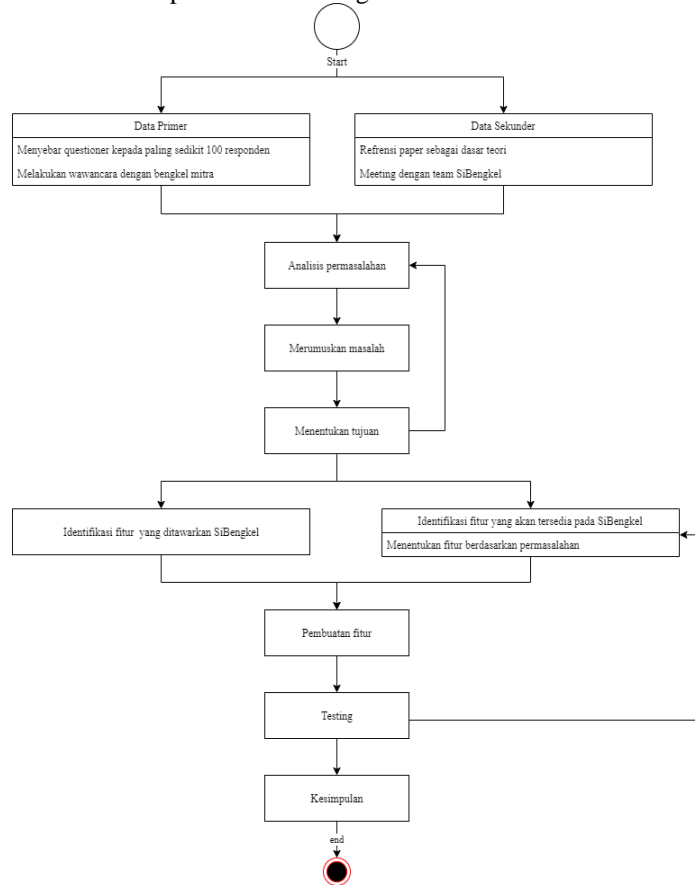 Start
Data Primer
Menyebar questioner kepada paling sedikit 100 responden
Melakukan wawancara dengan bengkel mitra
Data Sekunder
Refrensi paper sebagai dasar teori
Meeting dengan team SiBengkel
Analisis permasalahan
Merumuskan masalah
Menentukan tujuan
Identifikasi fitur yang ditawarkan SiBengkel
Identifikasi fitur yang akan tersedia pada SiBengkel
Menentukan fitur berdasarkan permasalahan
Pembuatan fitur
Testing
Kesimpulan
end